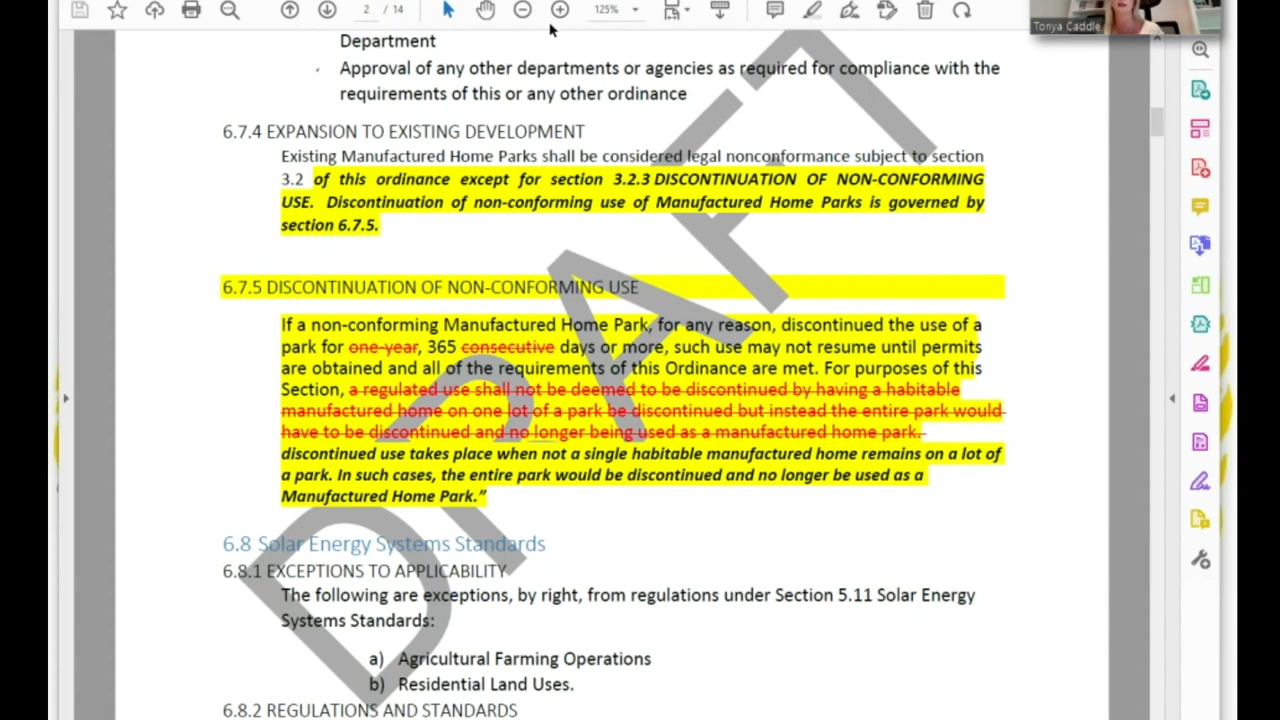 2 / 14
125%
Tonya Caddle
Department
Approval of any other departments or agencies as required for compliance with the
requirements of this or any other ordinance
6.7.4 EXPANSION TO EXISTING DEVELOPMENT
Existing Manufactured Home Parks shall be considered legal nonconformance subject to section
3.2 of this ordinance except for section 3.2.3 DISCONTINUATION OF NON-CONFORMING
USE. Discontinuation of non-conforming use of Manufactured Home Parks is governed by
section 6.7.5.
6.7.5 DISCONTINUATION OF NON-CONFORMING USE
If a non-conforming Manufactured Home Park, for any reason, discontinued the use of a
park for one-year, 365 consecutive days or more, such use may not resume until permits
are obtained and all of the requirements of this Ordinance are met. For purposes of this
Section, a regulated use shall not be deemed to be discontinued by having a habitable
manufactured home on one lot of a park be discontinued but instead the entire park would
have to be discontinued and no longer being used as a manufactured home park.
discontinued use takes place when not a single habitable manufactured home remains on a lot of
a park. In such cases, the entire park would be discontinued and no longer be used as a
Manufactured Home Park.”
6.8 Solar Energy Systems Standards
6.8.1 EXCEPTIONS TO APPLICABILITY
The following are exceptions, by right, from regulations under Section 5.11 Solar Energy
Systems Standards:
a) Agricultural Farming Operations
b) Residential Land Uses.
6.8.2 REGULATIONS AND STANDARDS
DRAFT